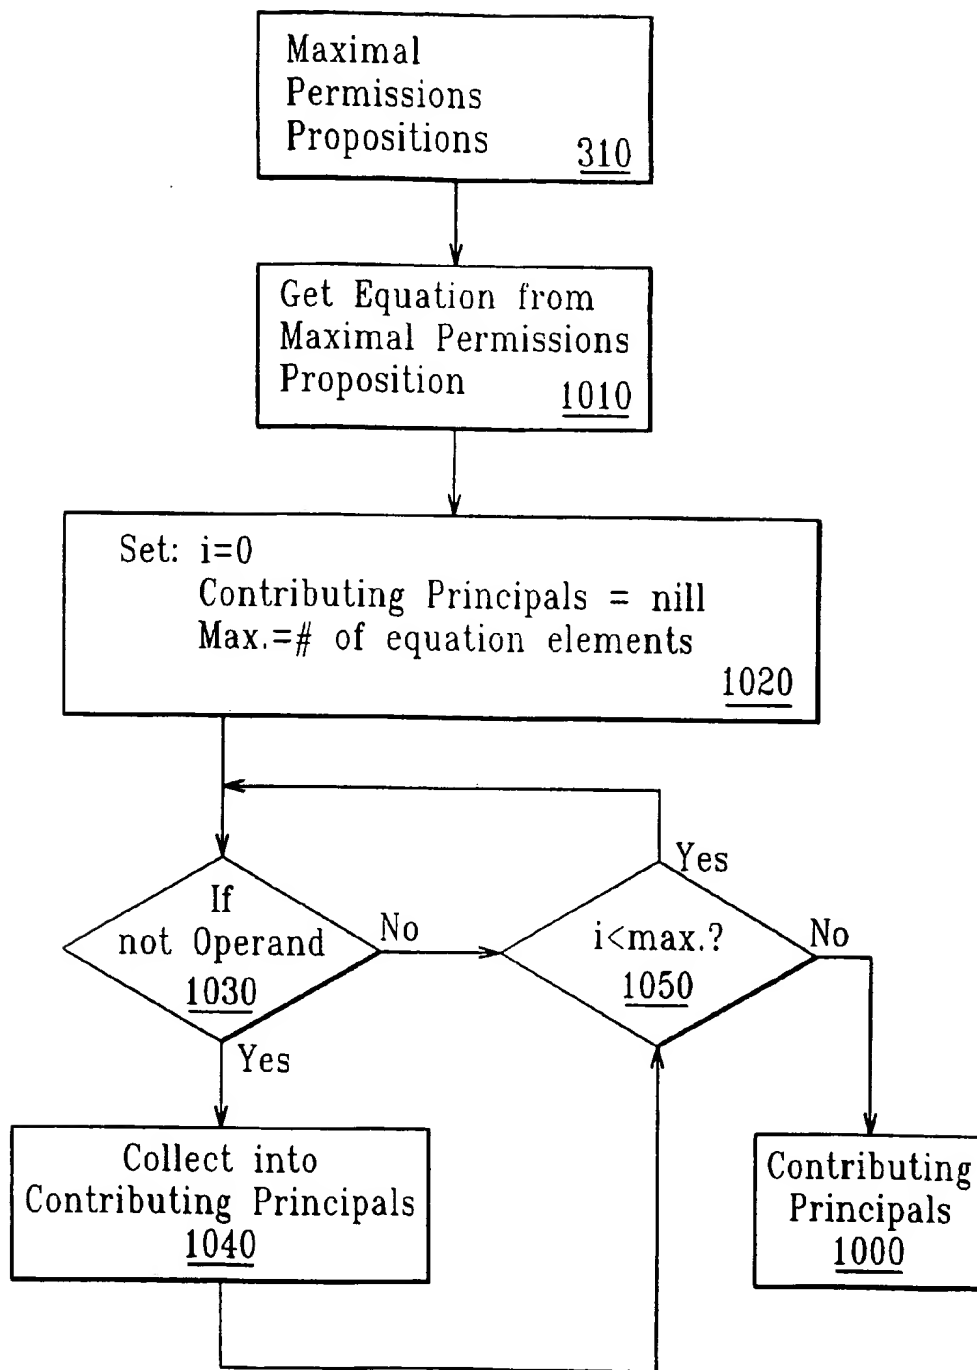 Maximal
Permissions
Propositions
310
Get Equation from
Maximal Permissions
Proposition
1010
Set: i=0
Contributing Principals = nill
Max.=# of equation elements
1020
If
not Operand
1030
No
Yes
i<max.?
1050
Yes
No
Collect into
Contributing Principals
1040
Contributing
Principals
1000